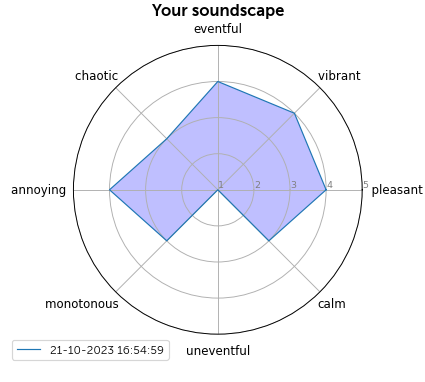 Your soundscape
eventful
chaotic
vibrant
annoying
1
2
3
4
5
pleasant
monotonous
calm
uneventful
21-10-2023 16:54:59